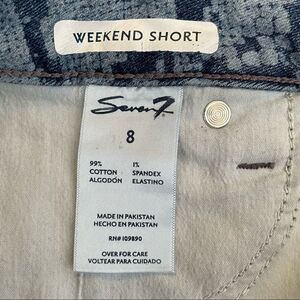 WEEKEND SHORT
Seven7
8
99% 1%
COTTON SPANDEX
ALGODÓN ELASTINO
MADE IN PAKISTAN
HECHO EN PAKISTAN
RN# 109890
OVER FOR CARE
VOLTEAR PARA CUIDADO